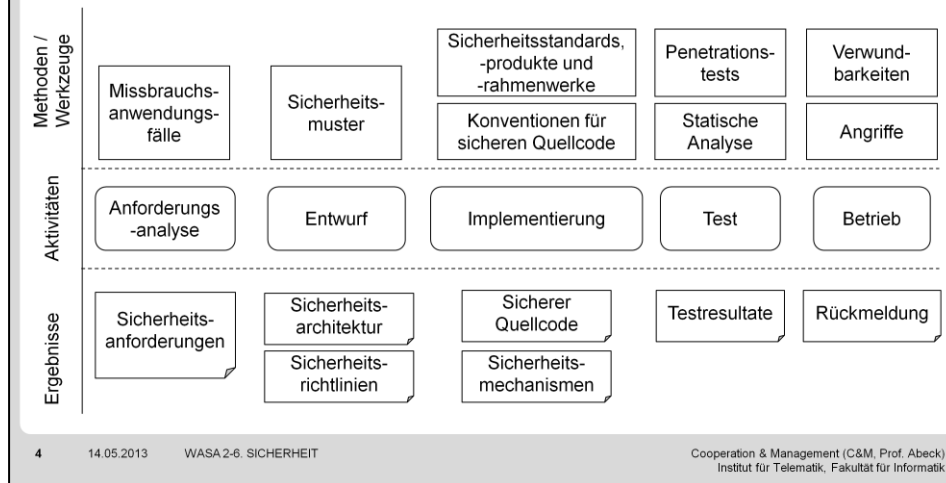 Methoden /
Werkzeuge
Missbrauchs-
anwendungs-
fälle
Sicherheits-
muster
Sicherheitsstandards,
-produkte und
-rahmenwerke
Konventionen für
sicheren Quellcode
Penetrations-
tests
Statische
Analyse
Verwund-
barkeiten
Angriffe
Aktivitäten
Anforderungs
-analyse
Entwurf
Implementierung
Test
Betrieb
Ergebnisse
Sicherheits-
anforderungen
Sicherheits-
architektur
Sicherheits-
richtlinien
Sicherer
Quellcode
Sicherheits-
mechanismen
Testresultate
Rückmeldung
4 14.05.2013 WASA 2-6. SICHERHEIT
Cooperation & Management (C&M, Prof. Abeck)
Institut für Telematik, Fakultät für Informatik